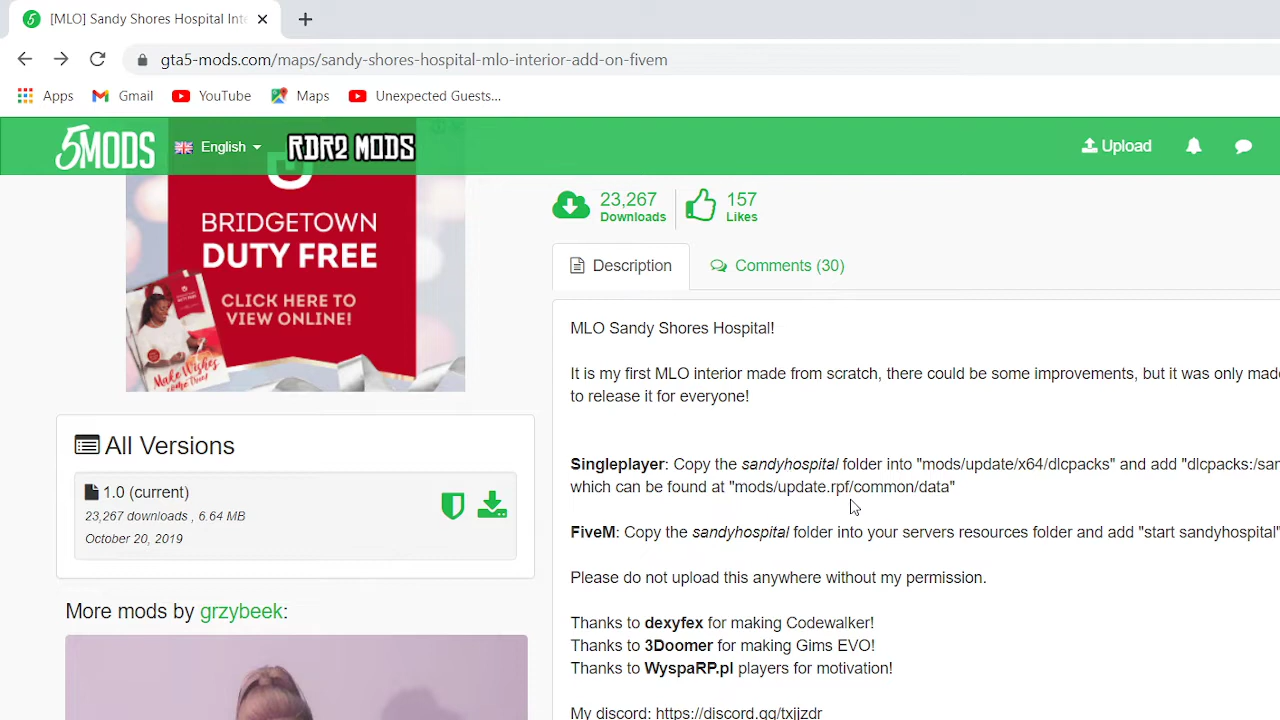 [MLO] Sandy Shores Hospital Inte
gta5-mods.com/maps/sandy-shores-hospital-mlo-interior-add-on-fivem
Apps Gmail YouTube Maps Unexpected Guests...
5MODS English RDR2 MODS Upload
BRIDGETOWN
DUTY FREE
CLICK HERE TO
VIEW ONLINE!
Make Wishes
come True!
23,267
Downloads
157
Likes
Description Comments (30)
MLO Sandy Shores Hospital!
It is my first MLO interior made from scratch, there could be some improvements, but it was only made
to release it for everyone!
Singleplayer: Copy the sandyhospital folder into "mods/update/x64/dlcpacks" and add "dlcpacks:/san
which can be found at "mods/update.rpf/common/data"
FiveM: Copy the sandyhospital folder into your servers resources folder and add "start sandyhospital"
Please do not upload this anywhere without my permission.
Thanks to dexyfex for making Codewalker!
Thanks to 3Doomer for making Gims EVO!
Thanks to WyspaRP.pl players for motivation!
My discord: https://discord.gg/txjjzdr
All Versions
1.0 (current)
23,267 downloads , 6.64 MB
October 20, 2019
More mods by grzybeek: